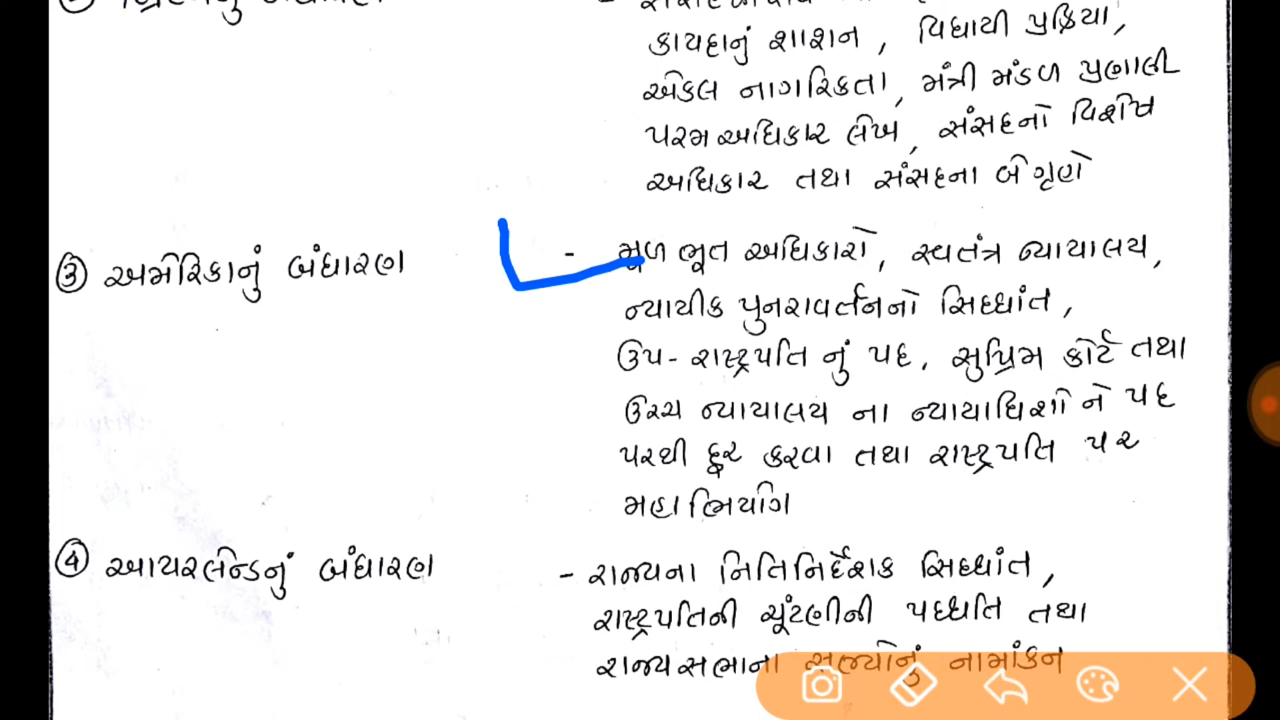 કાયદાનું શાશન, વિધાયી પ્રક્રિયા,
એકલ નાગરિકતા, મંત્રી મંડળ પ્રણાલી
પરમ અધિકાર લેખ, સંસદનો વિશેષ
અધિકાર તથા સંસદના બે ગૃહો
③ અમેરિકાનું બંધારણ - મૂળ ભૂત અધિકારો, સ્વતંત્ર ન્યાયાલય,
ન્યાયીક પુનરાવર્તનનો સિધ્ધાંત,
ઉપ- રાષ્ટ્રપતિ નું પદ, સુપ્રિમ કોર્ટ તથા
ઉચ્ચ ન્યાયાલય ના ન્યાયાધિશો ને પદ
પરથી દૂર કરવા તથા રાષ્ટ્રપતિ પર
મહાભિયોગ
④ આયરલેન્ડનું બંધારણ - રાજ્યના નિતિનિર્દેશક સિધ્ધાંત,
રાષ્ટ્રપતિની ચૂંટણીની પધ્ધતિ તથા
રાજ્યસભાના સભ્યોનું નામાંકન